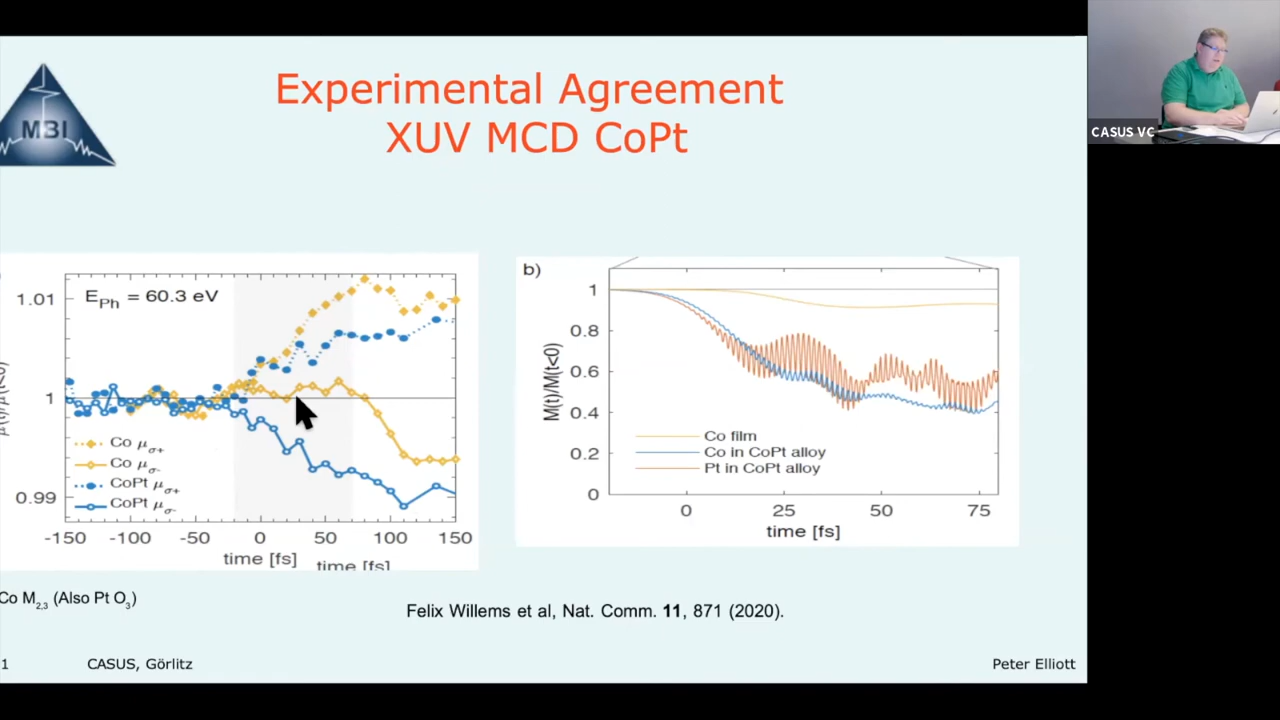 Experimental Agreement
XUV MCD CoPt
MBI
CASUS VC
E_Ph = 60.3 eV
1.01
1
0.99
Co μ_σ+
Co μ_σ-
CoPt μ_σ+
CoPt μ_σ-
-150 -100 -50 0 50 100 150
time [fs] time [fs]
b)
M(t)/M(t<0)
1
0.8
0.6
0.4
0.2
0
Co film
Co in CoPt alloy
Pt in CoPt alloy
0 25 50 75
time [fs]
Co M_2,3 (Also Pt O_3)
Felix Willems et al, Nat. Comm. 11, 871 (2020).
1 CASUS, Görlitz Peter Elliott